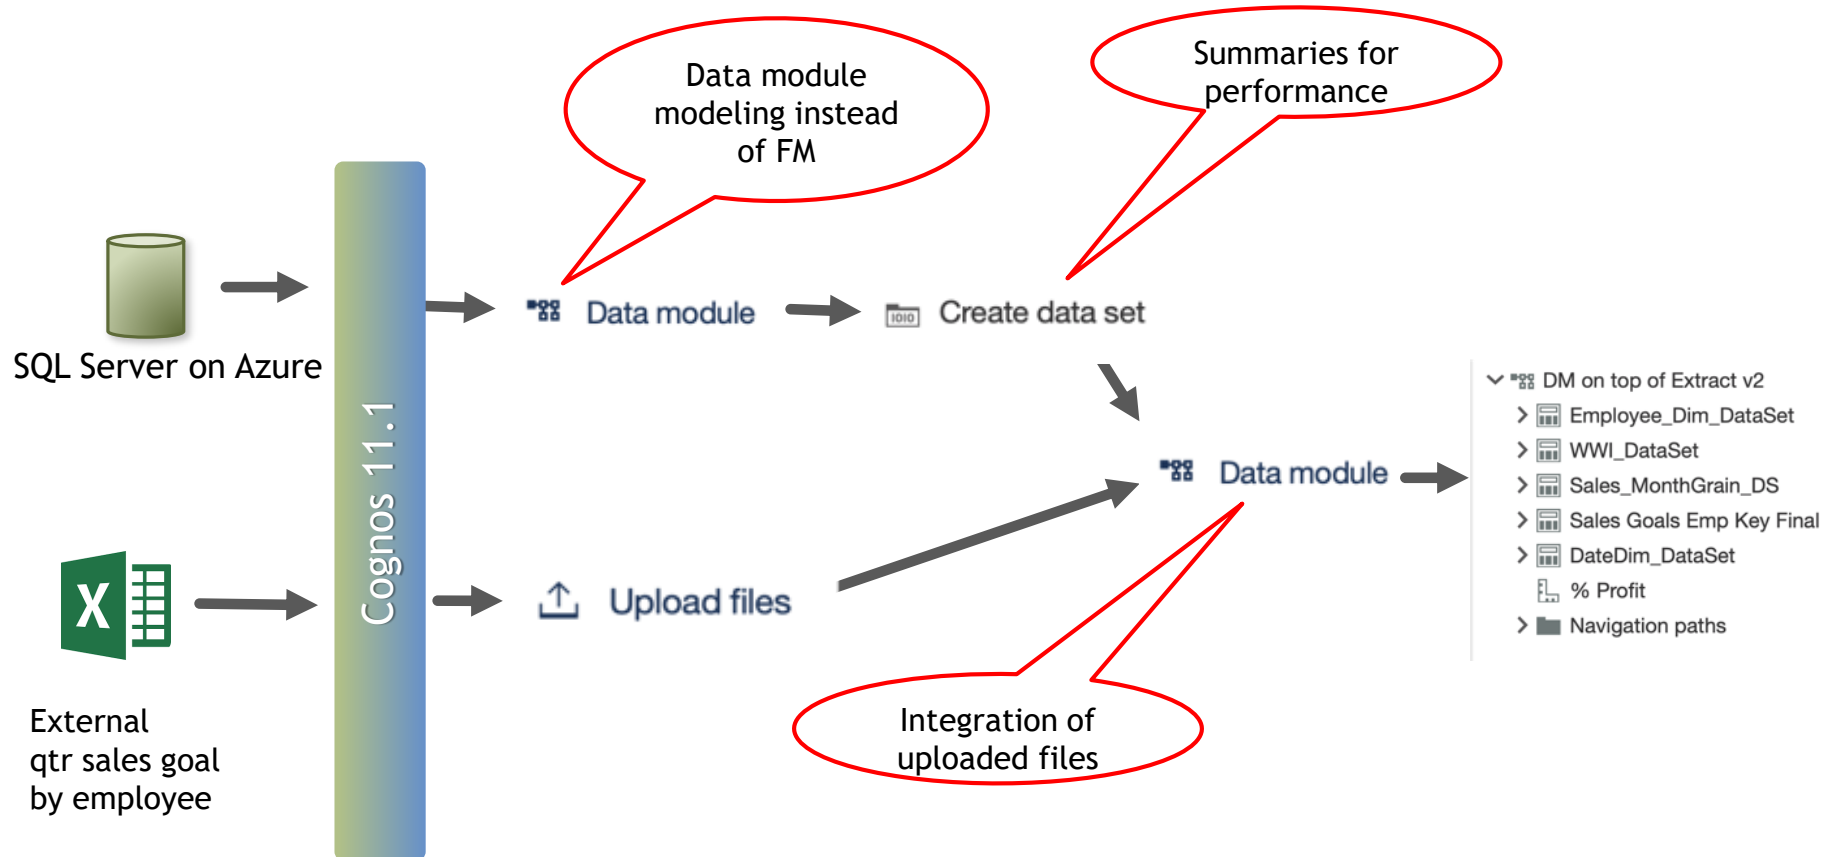 Data module
modeling instead
of FM
Summaries for
performance
SQL Server on Azure
Cognos 11.1
Data module
Create data set
1010
DM on top of Extract v2
Employee_Dim_DataSet
WWI_DataSet
Sales_MonthGrain_DS
Sales Goals Emp Key Final
DateDim_DataSet
% Profit
Navigation paths
Data module
X
Upload files
External
qtr sales goal
by employee
Integration of
uploaded files